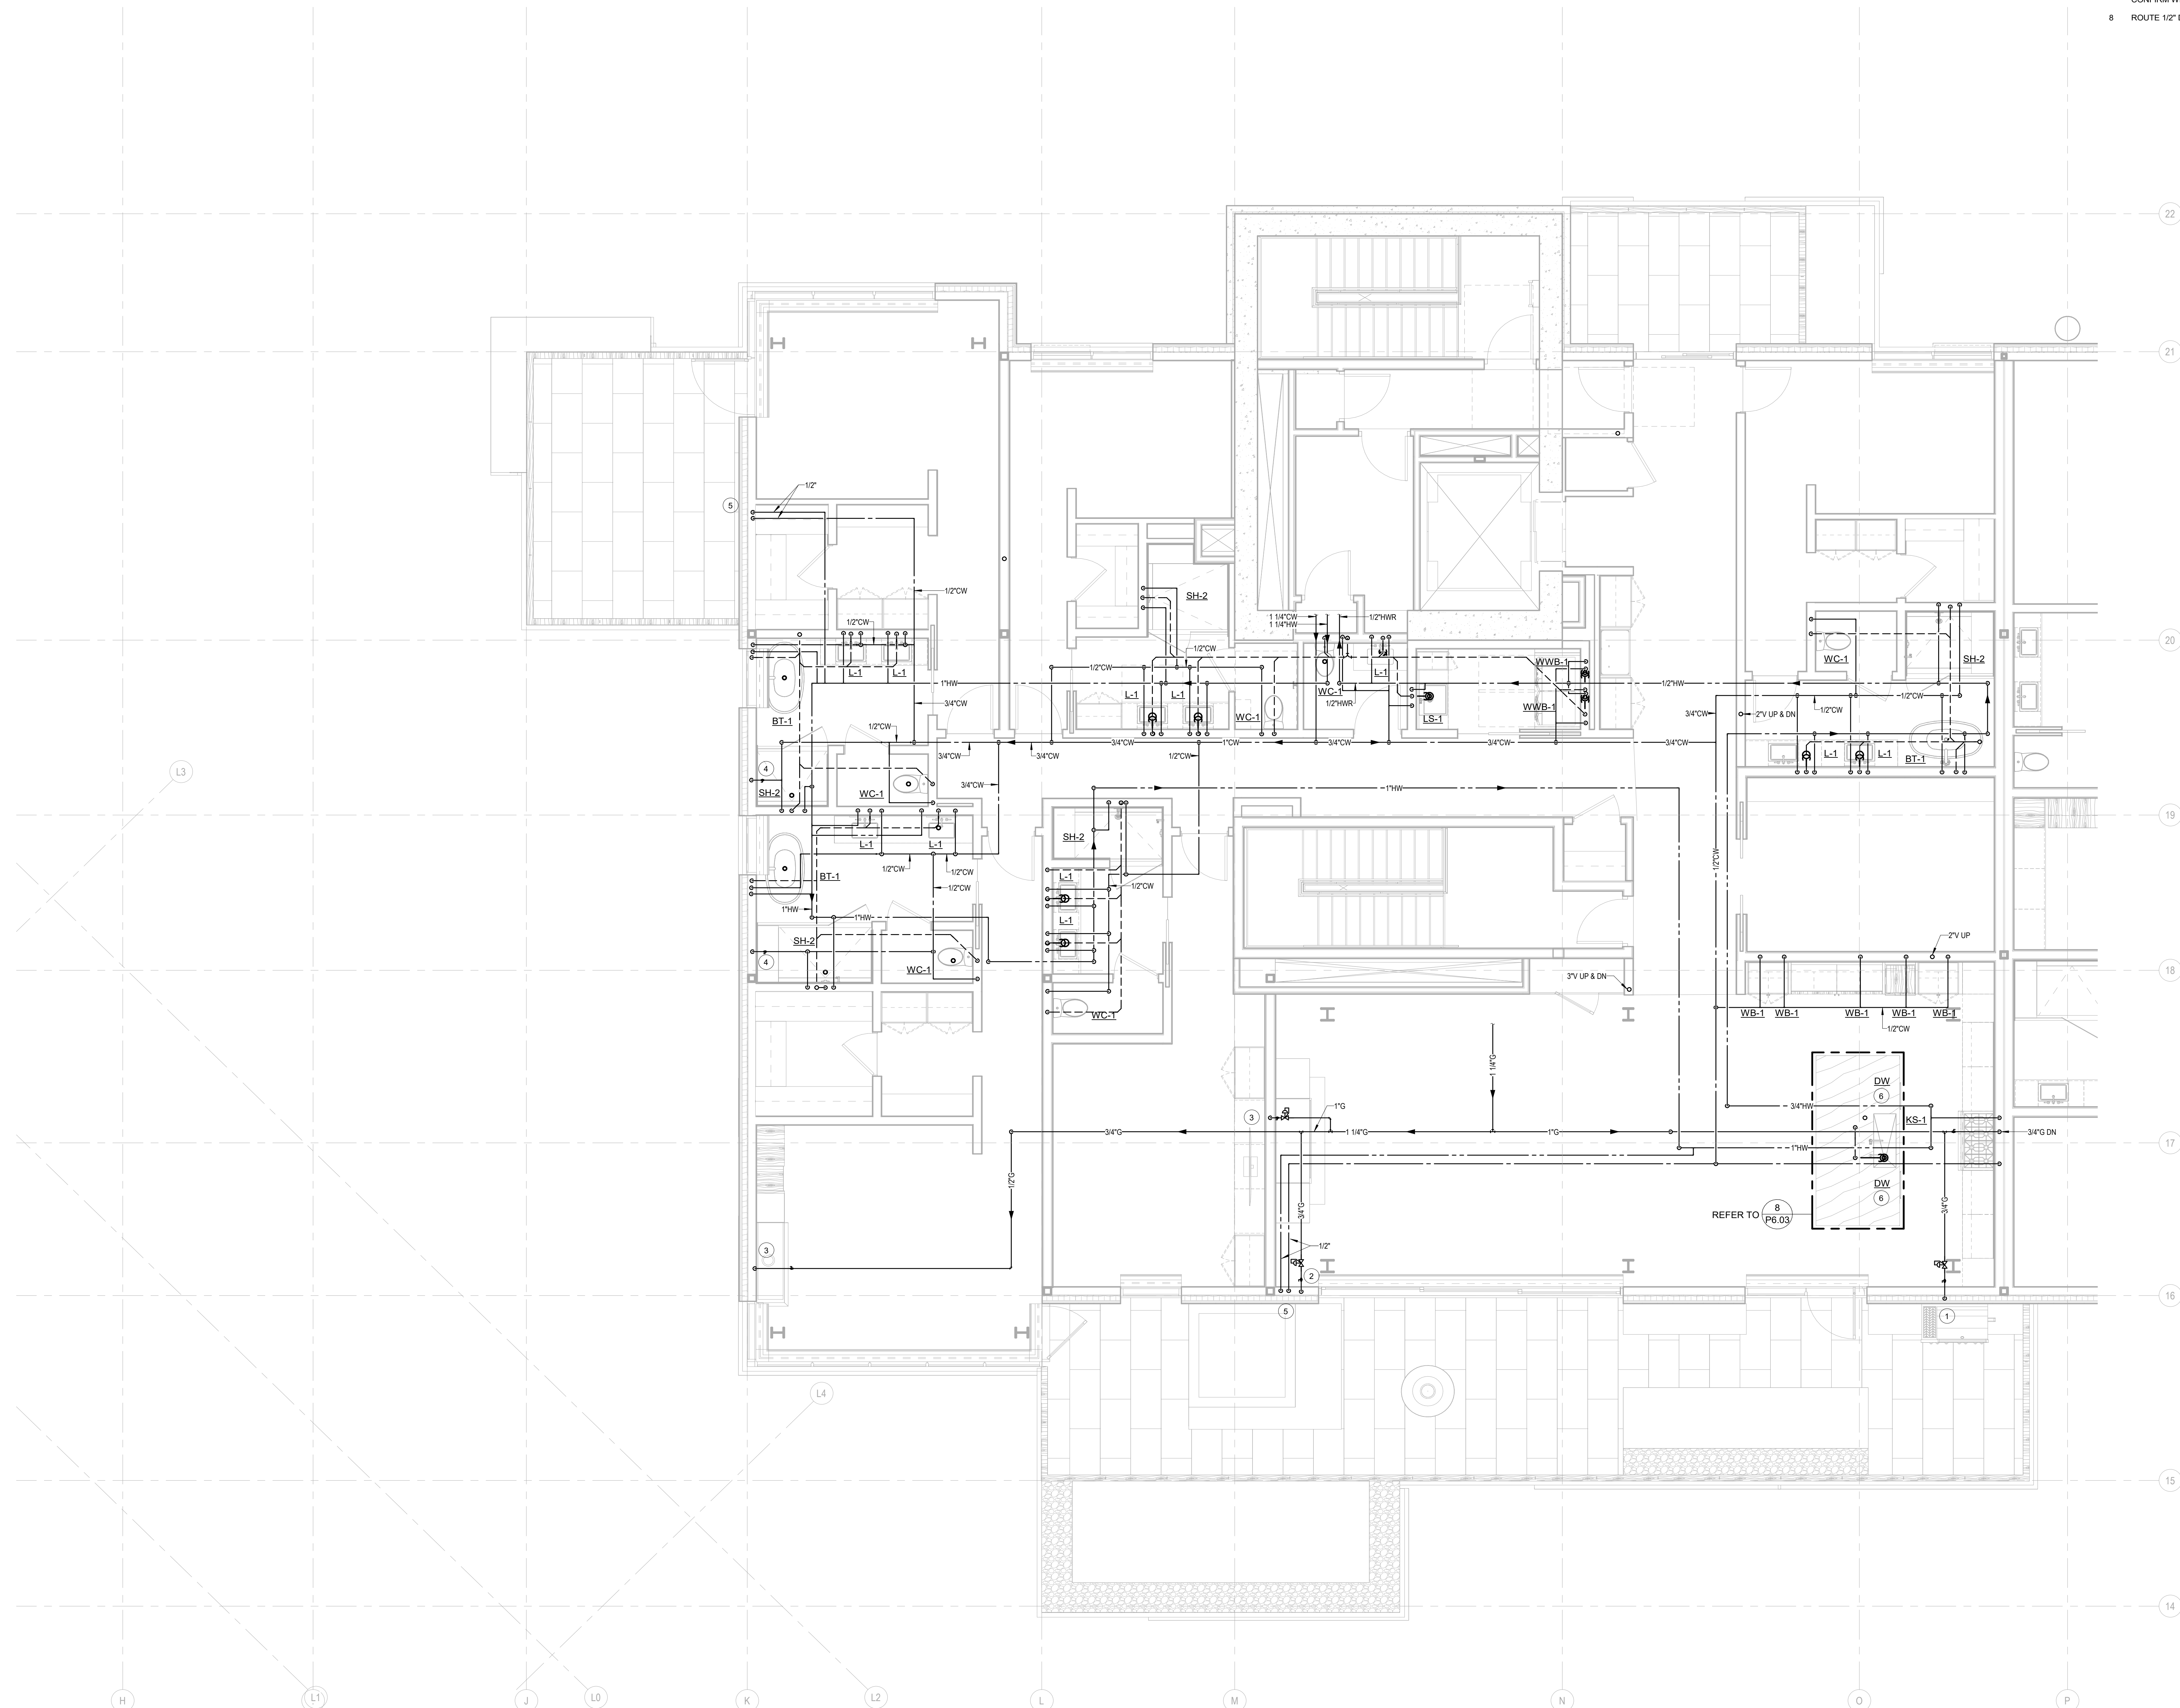 CONFIRM W
8 ROUTE 1/2" D
22
21
1/2"
5
1/2"CW
SH-2
1 1/4"CW
1 1/4"HW
1/2"HWR
1/2"CW
20
1/2"CW
WWB-1
WC-1
SH-2
L-1
L-1
1"HW
L-1
L-1
WC-1
L-1
1/2"HW
1/2"CW
3/4"CW
1/2"HWR
WWB-1
1/2"CW
BT-1
WC-1
LS-1
3/4"CW
2"V UP & DN
1/2"CW
3/4"CW
1"CW
3/4"CW
3/4"CW
3/4"CW
3/4"CW
3/4"CW
1/2"CW
L-1
L-1
BT-1
L3
4
SH-2
WC-1
3/4"CW
1"HW
19
L-1
L-1
SH-2
1/2"CW
1/2"CW
1/2"CW
BT-1
L-1
1/2"CW
1/2"CW
1"HW
1"HW
L-1
SH-2
2"V UP
4
WC-1
18
3"V UP & DN
WC-1
WB-1
WB-1
WB-1
WB-1
WB-1
1/2"CW
1 1/4"G
DW
6
3
1"G
3/4"HW
KS-1
3/4"G
1 1/4"G
1"G
3/4"G DN
17
1"HW
1/2"G
DW
6
3/4"G
3/4"G
REFER TO
8
P6.03
3
1/2"
2
16
5
1
L4
15
14
H
L1
J
L0
K
L2
L
M
N
O
P